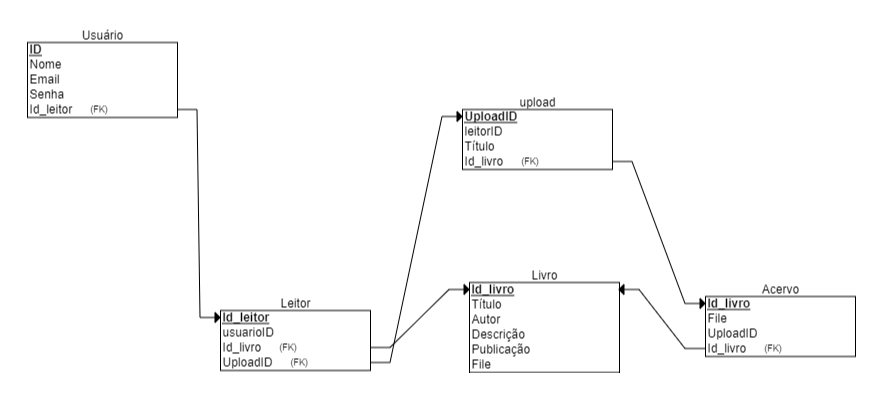 Usuário
ID
Nome
Email
Senha
Id_leitor (FK)
upload
UploadID
leitorID
Título
Id_livro (FK)
Leitor
Id_leitor
usuarioID
Id_livro (FK)
UploadID (FK)
Livro
Id_livro
Título
Autor
Descrição
Publicação
File
Acervo
Id_livro
File
UploadID
Id_livro (FK)